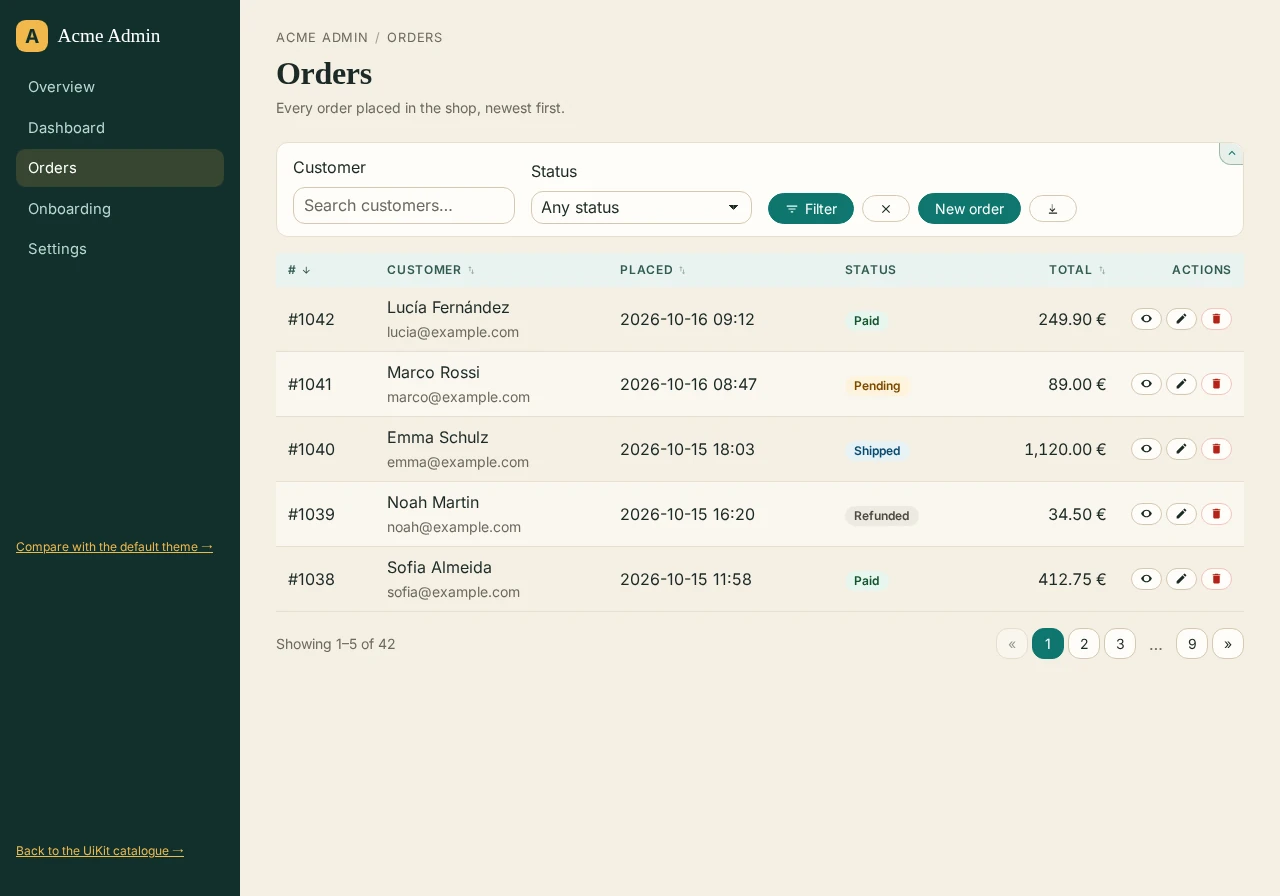 A Acme Admin
Overview
Dashboard
Orders
Onboarding
Settings
Compare with the default theme →
Back to the UiKit catalogue →
ACME ADMIN / ORDERS
Orders
Every order placed in the shop, newest first.
Customer
Search customers...
Status
Any status
Filter
New order
# ↓ CUSTOMER ↑↓ PLACED ↑↓ STATUS TOTAL ↑↓ ACTIONS
#1042 Lucía Fernández 2026-10-16 09:12 Paid 249.90 €
lucia@example.com
#1041 Marco Rossi 2026-10-16 08:47 Pending 89.00 €
marco@example.com
#1040 Emma Schulz 2026-10-15 18:03 Shipped 1,120.00 €
emma@example.com
#1039 Noah Martin 2026-10-15 16:20 Refunded 34.50 €
noah@example.com
#1038 Sofia Almeida 2026-10-15 11:58 Paid 412.75 €
sofia@example.com
Showing 1–5 of 42
« 1 2 3 … 9 »